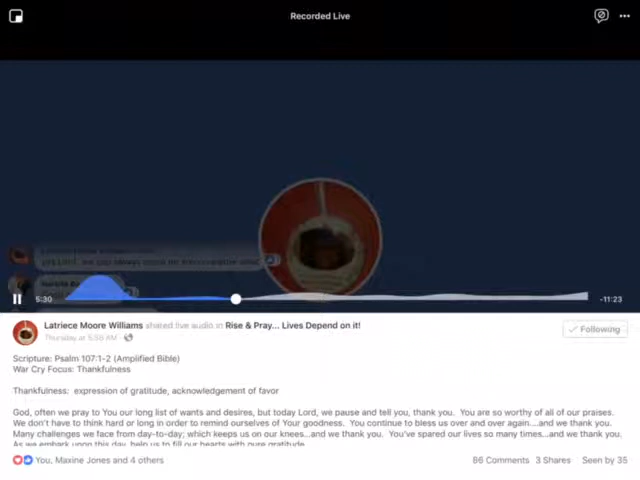 Recorded Live
5:30
-11:23
Latriece Moore Williams shared live audio in Rise & Pray... Lives Depend on it!
Following
Thursday at 5:58 AM
Scripture: Psalm 107:1-2 (Amplified Bible)
War Cry Focus: Thankfulness
Thankfulness: expression of gratitude, acknowledgement of favor
God, often we pray to You our long list of wants and desires, but today Lord, we pause and tell you, thank you. You are so worthy of all of our praises.
We don't have to think hard or long in order to remind ourselves of Your goodness. You continue to bless us over and over again....and we thank you.
Many challenges we face from day-to-day; which keeps us on our knees...and we thank you. You've spared our lives so many times...and we thank you.
As we embark upon this day, help us to fill our hearts with pure gratitude
You, Maxine Jones and 4 others
86 Comments 3 Shares Seen by 35